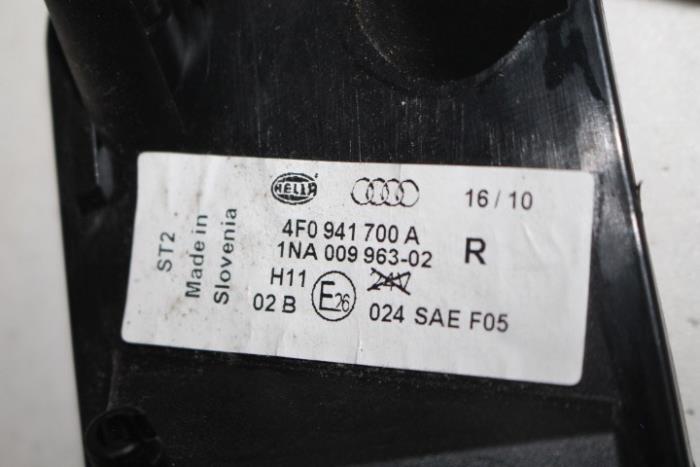 HELLA
16 / 10
4F0 941 700 A
1NA 009 963-02
R
H11
24V
02 B
E26
024 SAE F05
ST2
Made in
Slovenia